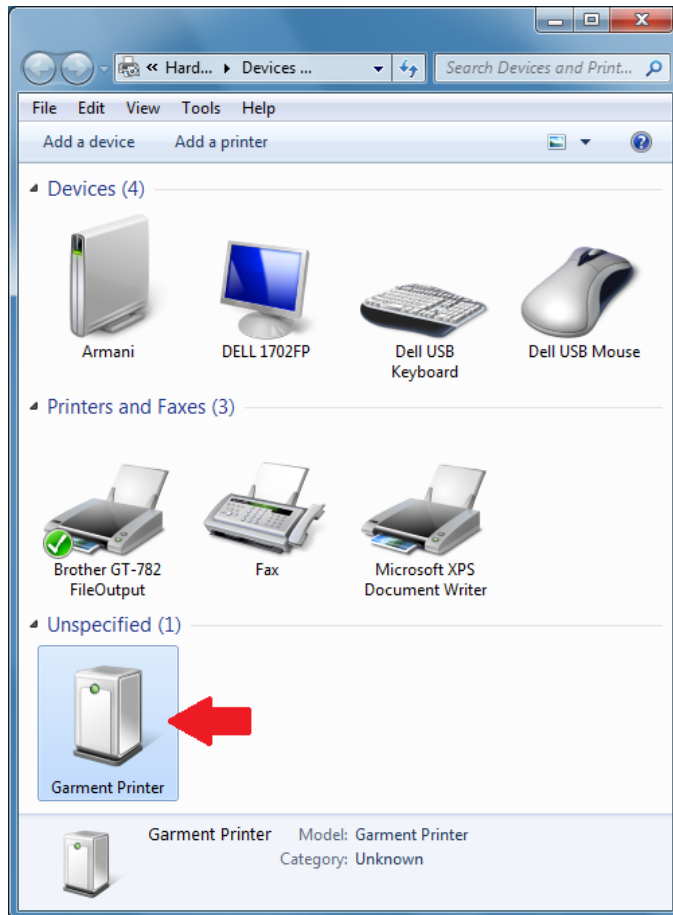 « Hard... ▸ Devices ...
Search Devices and Print...
File Edit View Tools Help
Add a device Add a printer
Devices (4)
Armani
DELL 1702FP
Dell USB
Keyboard
Dell USB Mouse
Printers and Faxes (3)
Brother GT-782
FileOutput
Fax
Microsoft XPS
Document Writer
Unspecified (1)
Garment Printer
Garment Printer Model: Garment Printer
Category: Unknown